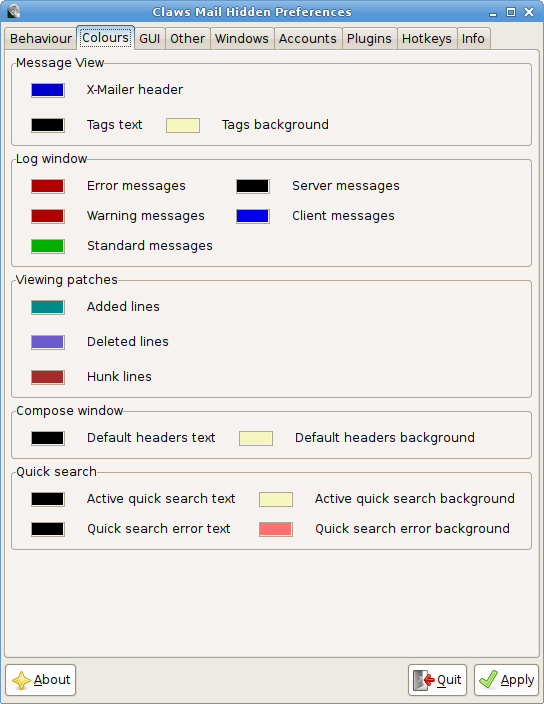 Claws Mail Hidden Preferences
Behaviour Colours GUI Other Windows Accounts Plugins Hotkeys Info
Message View
X-Mailer header
Tags text Tags background
Log window
Error messages Server messages
Warning messages Client messages
Standard messages
Viewing patches
Added lines
Deleted lines
Hunk lines
Compose window
Default headers text Default headers background
Quick search
Active quick search text Active quick search background
Quick search error text Quick search error background
About Quit Apply